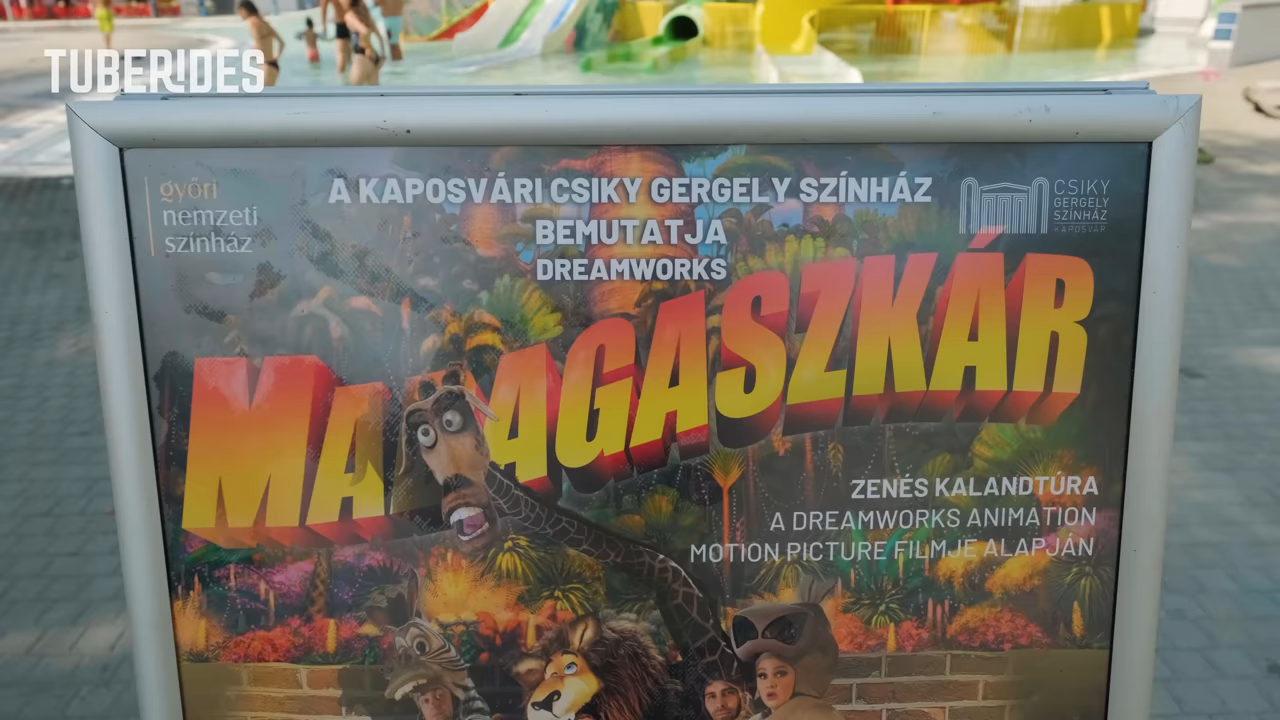 TUBERIDES
győri
nemzeti
színház
A KAPOSVÁRI CSIKY GERGELY SZÍNHÁZ
BEMUTATJA
DREAMWORKS
CSIKY
GERGELY
SZÍNHÁZ
KAPOSVÁR
MADAGASZKÁR
ZENÉS KALANDTÚRA
A DREAMWORKS ANIMATION
MOTION PICTURE FILMJE ALAPJÁN